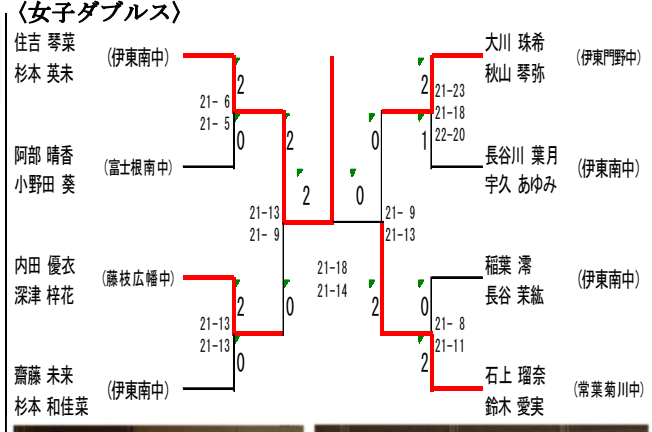 〈女子ダブルス〉
住吉 琴菜
杉本 英未
(伊東南中)
2
21- 6
21- 5
0
阿部 晴香
小野田 葵
(富士根南中)
2
21-13
21- 9
2
内田 優衣
深津 梓花
(藤枝広幡中)
2
21-13
21-13
0
0
齋藤 未来
杉本 和佳菜
(伊東南中)
21-18
21-14
大川 珠希
秋山 琴弥
(伊東門野中)
2
21-23
21-18
22-20
1
長谷川 葉月
宇久 あゆみ
(伊東南中)
0
0
21- 9
21-13
2
稲葉 澪
長谷 茉紘
(伊東南中)
0
21- 8
21-11
2
石上 瑠奈
鈴木 愛実
(常葉菊川中)